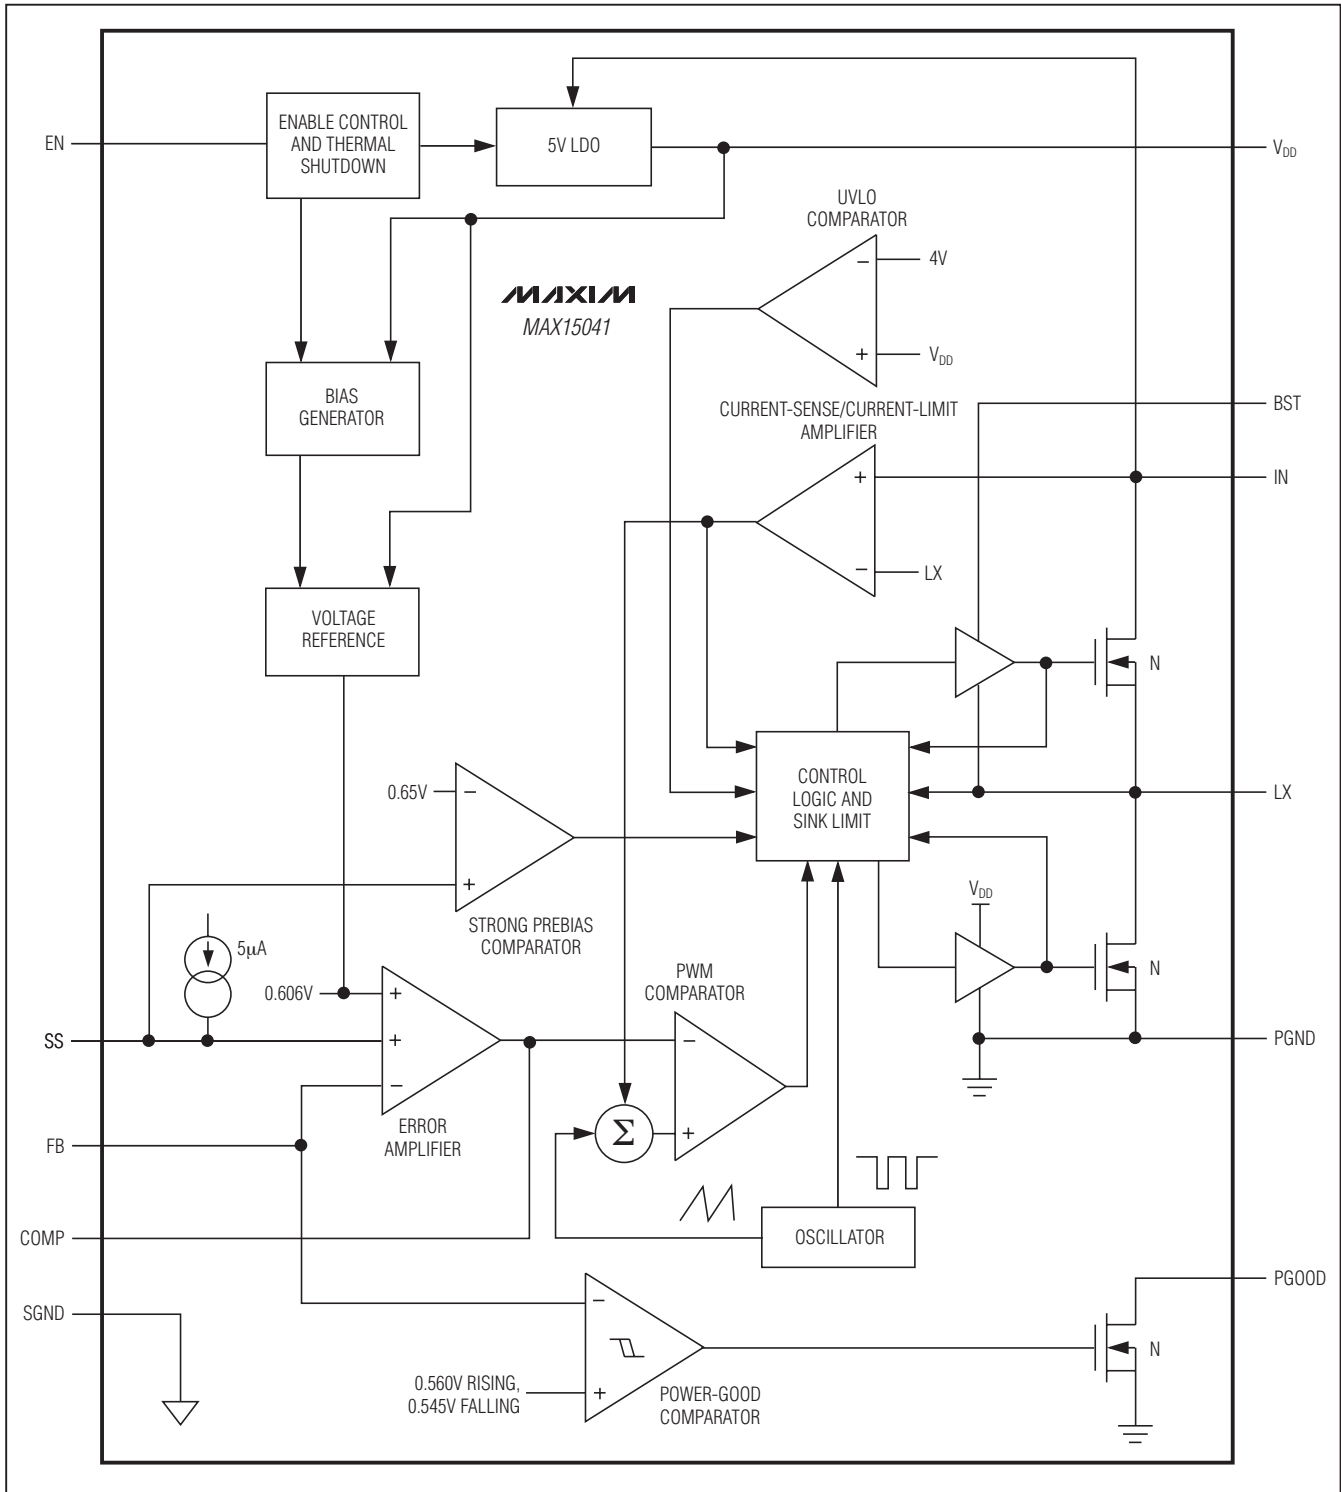 ENABLE CONTROL
AND THERMAL
SHUTDOWN
EN
5V LDO
VDD
UVLO
COMPARATOR
−
4V
MAXIM
MAX15041
+
VDD
BIAS
GENERATOR
CURRENT-SENSE/CURRENT-LIMIT
AMPLIFIER
BST
+
IN
−
LX
VOLTAGE
REFERENCE
N
CONTROL
LOGIC AND
SINK LIMIT
0.65V
−
LX
+
STRONG PREBIAS
COMPARATOR
VDD
5µA
PWM
COMPARATOR
N
0.606V
+
SS
+
−
PGND
−
ERROR
AMPLIFIER
FB
Σ
+
COMP
OSCILLATOR
PGOOD
SGND
−
N
0.560V RISING,
0.545V FALLING
+
POWER-GOOD
COMPARATOR